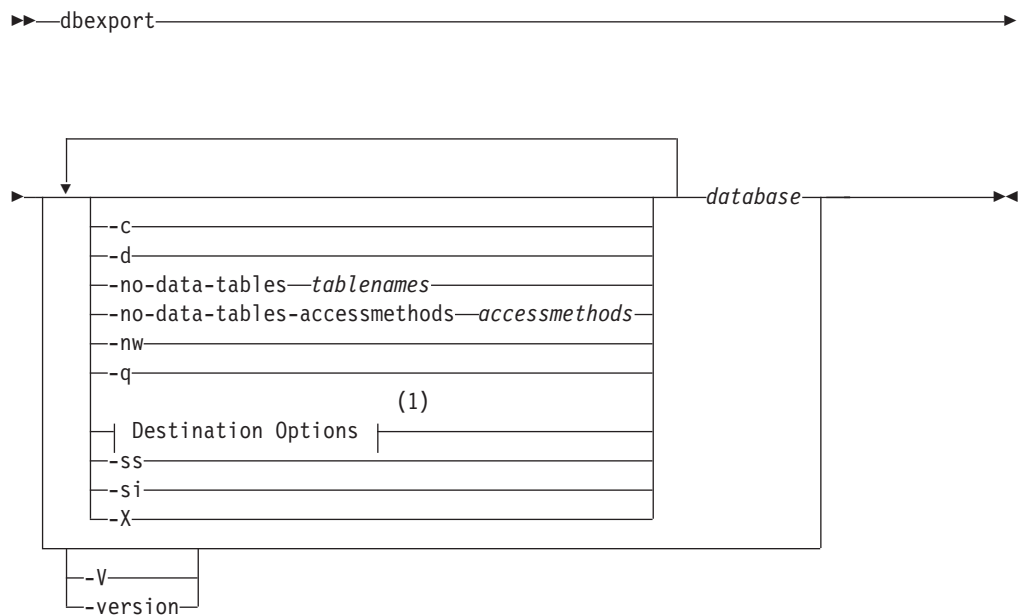 dbexport
database
-c
-d
-no-data-tables tablenames
-no-data-tables-accessmethods accessmethods
-nw
-q
(1)
Destination Options
-ss
-si
-X
-V
-version